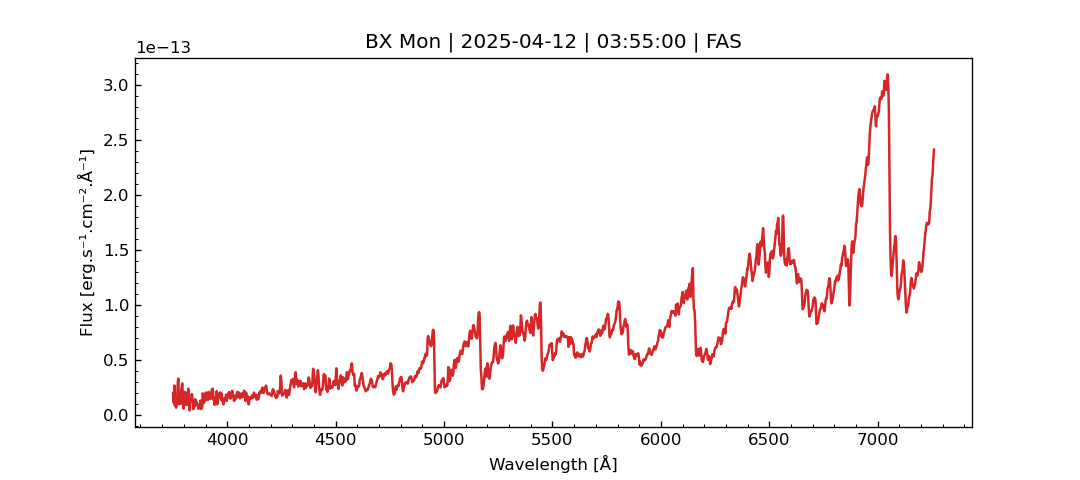 BX Mon | 2025-04-12 | 03:55:00 | FAS
1e−13
3.0
2.5
2.0
1.5
1.0
0.5
0.0
Flux [erg.s⁻¹.cm⁻².Å⁻¹]
4000 4500 5000 5500 6000 6500 7000
Wavelength [Å]